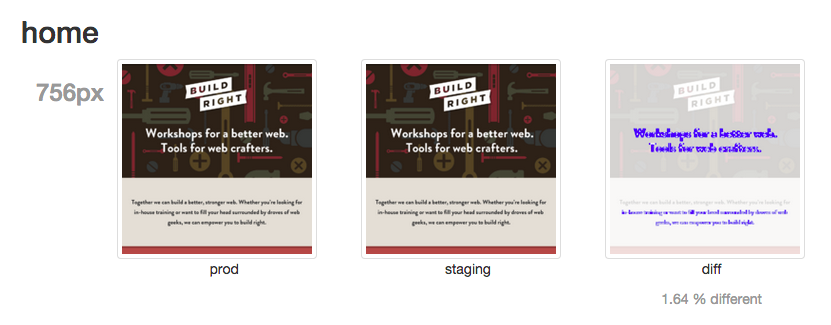 home
756px
BUILD
RIGHT
Workshops for a better web.
Tools for web crafters.
Together we can build a better, stronger web. Whether you're looking for
in-house training or want to fill your head surrounded by droves of web
geeks, we can empower you to build right.
prod
BUILD
RIGHT
Workshops for a better web.
Tools for web crafters.
Together we can build a better, stronger web. Whether you're looking for
in-house training or want to fill your head surrounded by droves of web
geeks, we can empower you to build right.
staging
BUILD
RIGHT
Workshops for a better web.
Tools for web crafters.
Together we can build a better, stronger web. Whether you're looking for
in-house training or want to fill your head surrounded by droves of web
geeks, we can empower you to build right.
diff
1.64 % different